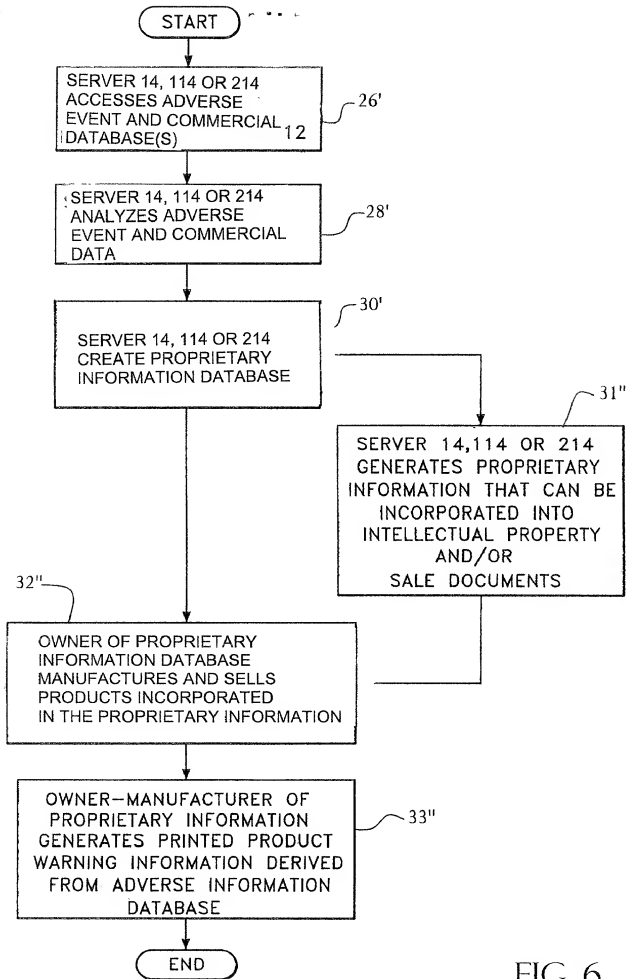 START
SERVER 14, 114 OR 214
ACCESSES ADVERSE
EVENT AND COMMERCIAL
DATABASE(S) 12
26'
SERVER 14, 114 OR 214
ANALYZES ADVERSE
EVENT AND COMMERCIAL
DATA
28'
30'
SERVER 14, 114 OR 214
CREATE PROPRIETARY
INFORMATION DATABASE
31"
SERVER 14,114 OR 214
GENERATES PROPRIETARY
INFORMATION THAT CAN BE
INCORPORATED INTO
INTELLECTUAL PROPERTY
AND/OR
SALE DOCUMENTS
32"
OWNER OF PROPRIETARY
INFORMATION DATABASE
MANUFACTURES AND SELLS
PRODUCTS INCORPORATED
IN THE PROPRIETARY INFORMATION
OWNER-MANUFACTURER OF
PROPRIETARY INFORMATION
GENERATES PRINTED PRODUCT
WARNING INFORMATION DERIVED
FROM ADVERSE INFORMATION
DATABASE
33"
END
FIG. 6